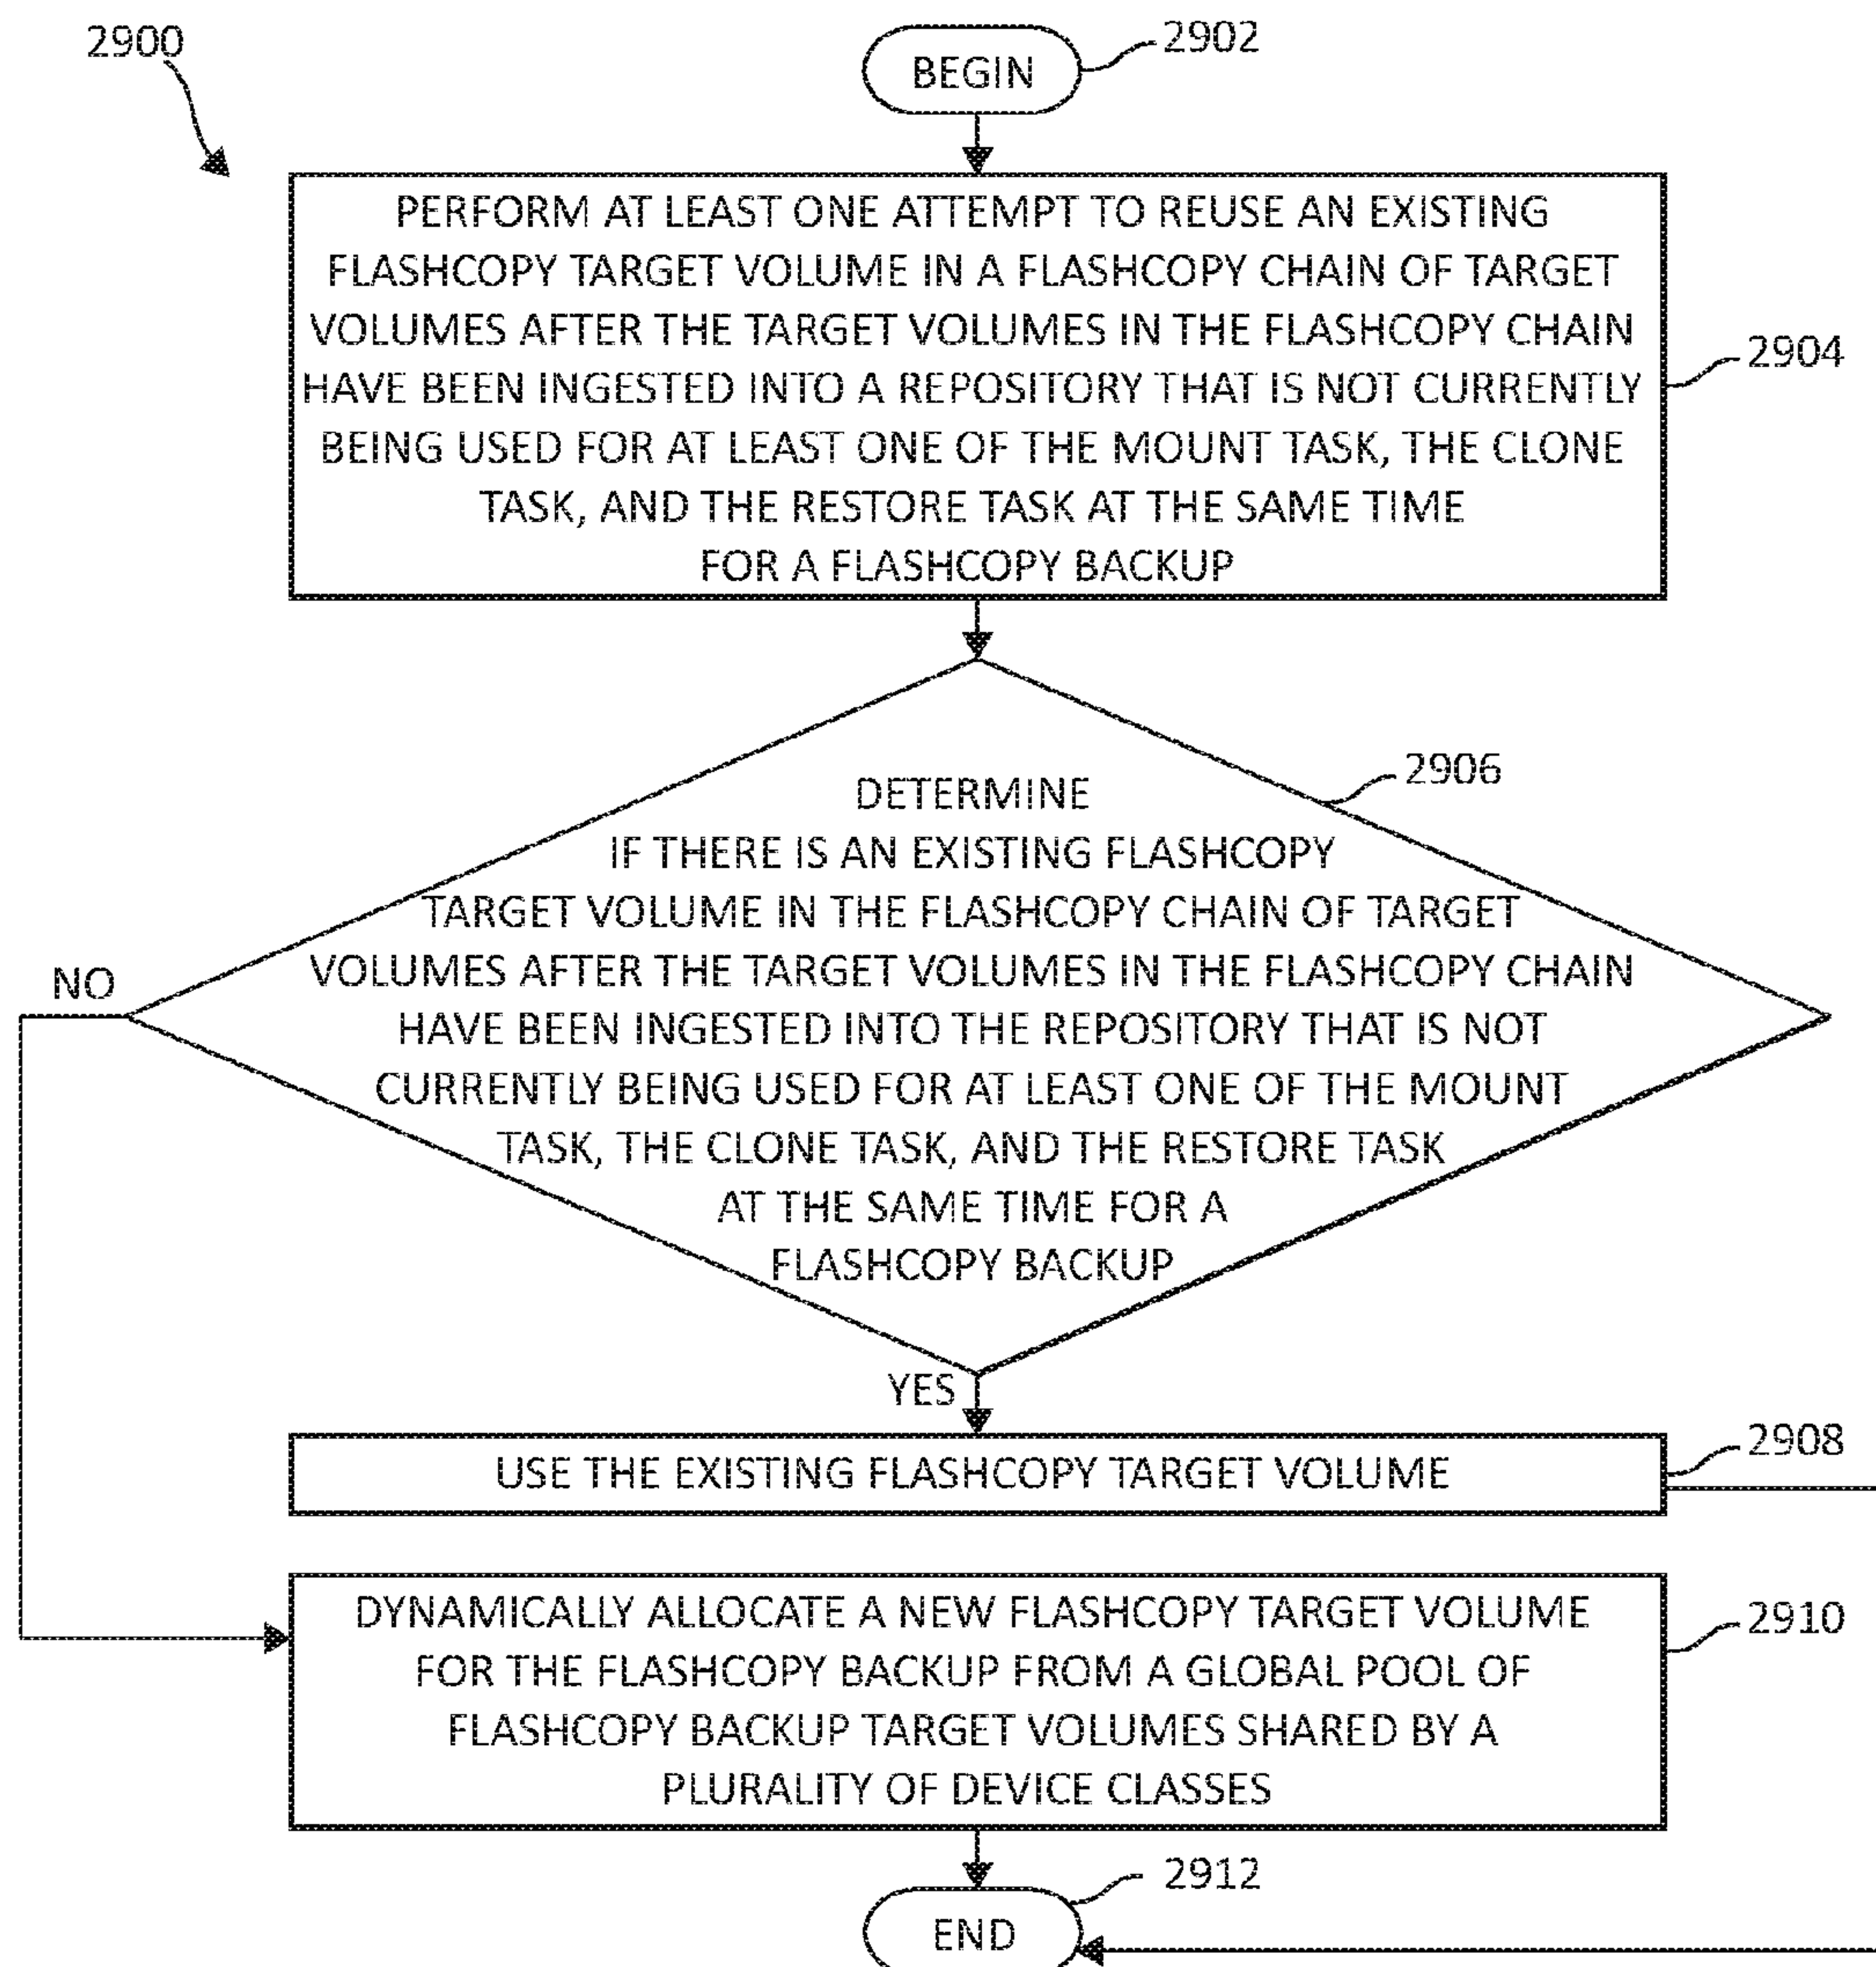 2900
2902
BEGIN
PERFORM AT LEAST ONE ATTEMPT TO REUSE AN EXISTING
FLASHCOPY TARGET VOLUME IN A FLASHCOPY CHAIN OF TARGET
VOLUMES AFTER THE TARGET VOLUMES IN THE FLASHCOPY CHAIN
HAVE BEEN INGESTED INTO A REPOSITORY THAT IS NOT CURRENTLY
BEING USED FOR AT LEAST ONE OF THE MOUNT TASK, THE CLONE
TASK, AND THE RESTORE TASK AT THE SAME TIME
FOR A FLASHCOPY BACKUP
2904
2906
DETERMINE
IF THERE IS AN EXISTING FLASHCOPY
TARGET VOLUME IN THE FLASHCOPY CHAIN OF TARGET
VOLUMES AFTER THE TARGET VOLUMES IN THE FLASHCOPY CHAIN
HAVE BEEN INGESTED INTO THE REPOSITORY THAT IS NOT
CURRENTLY BEING USED FOR AT LEAST ONE OF THE MOUNT
TASK, THE CLONE TASK, AND THE RESTORE TASK
AT THE SAME TIME FOR A
FLASHCOPY BACKUP
NO
YES
USE THE EXISTING FLASHCOPY TARGET VOLUME
2908
DYNAMICALLY ALLOCATE A NEW FLASHCOPY TARGET VOLUME
FOR THE FLASHCOPY BACKUP FROM A GLOBAL POOL OF
FLASHCOPY BACKUP TARGET VOLUMES SHARED BY A
PLURALITY OF DEVICE CLASSES
2910
2912
END